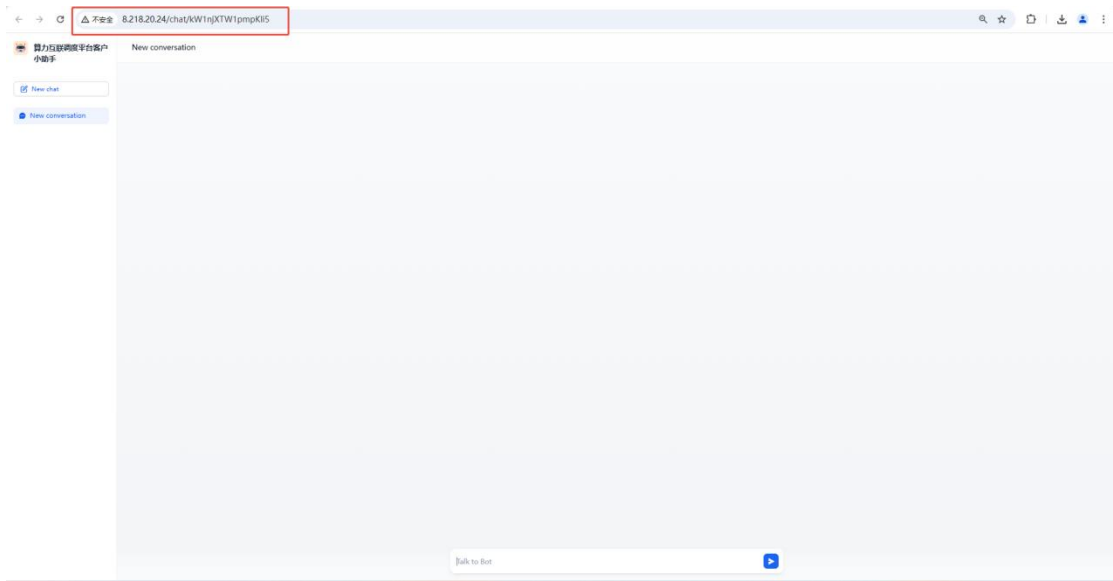 不安全 8.218.20.24/chat/kW1njXTW1pmpKIi5
算力互联调度平台客户
小助手
New conversation
New chat
New conversation
Talk to Bot